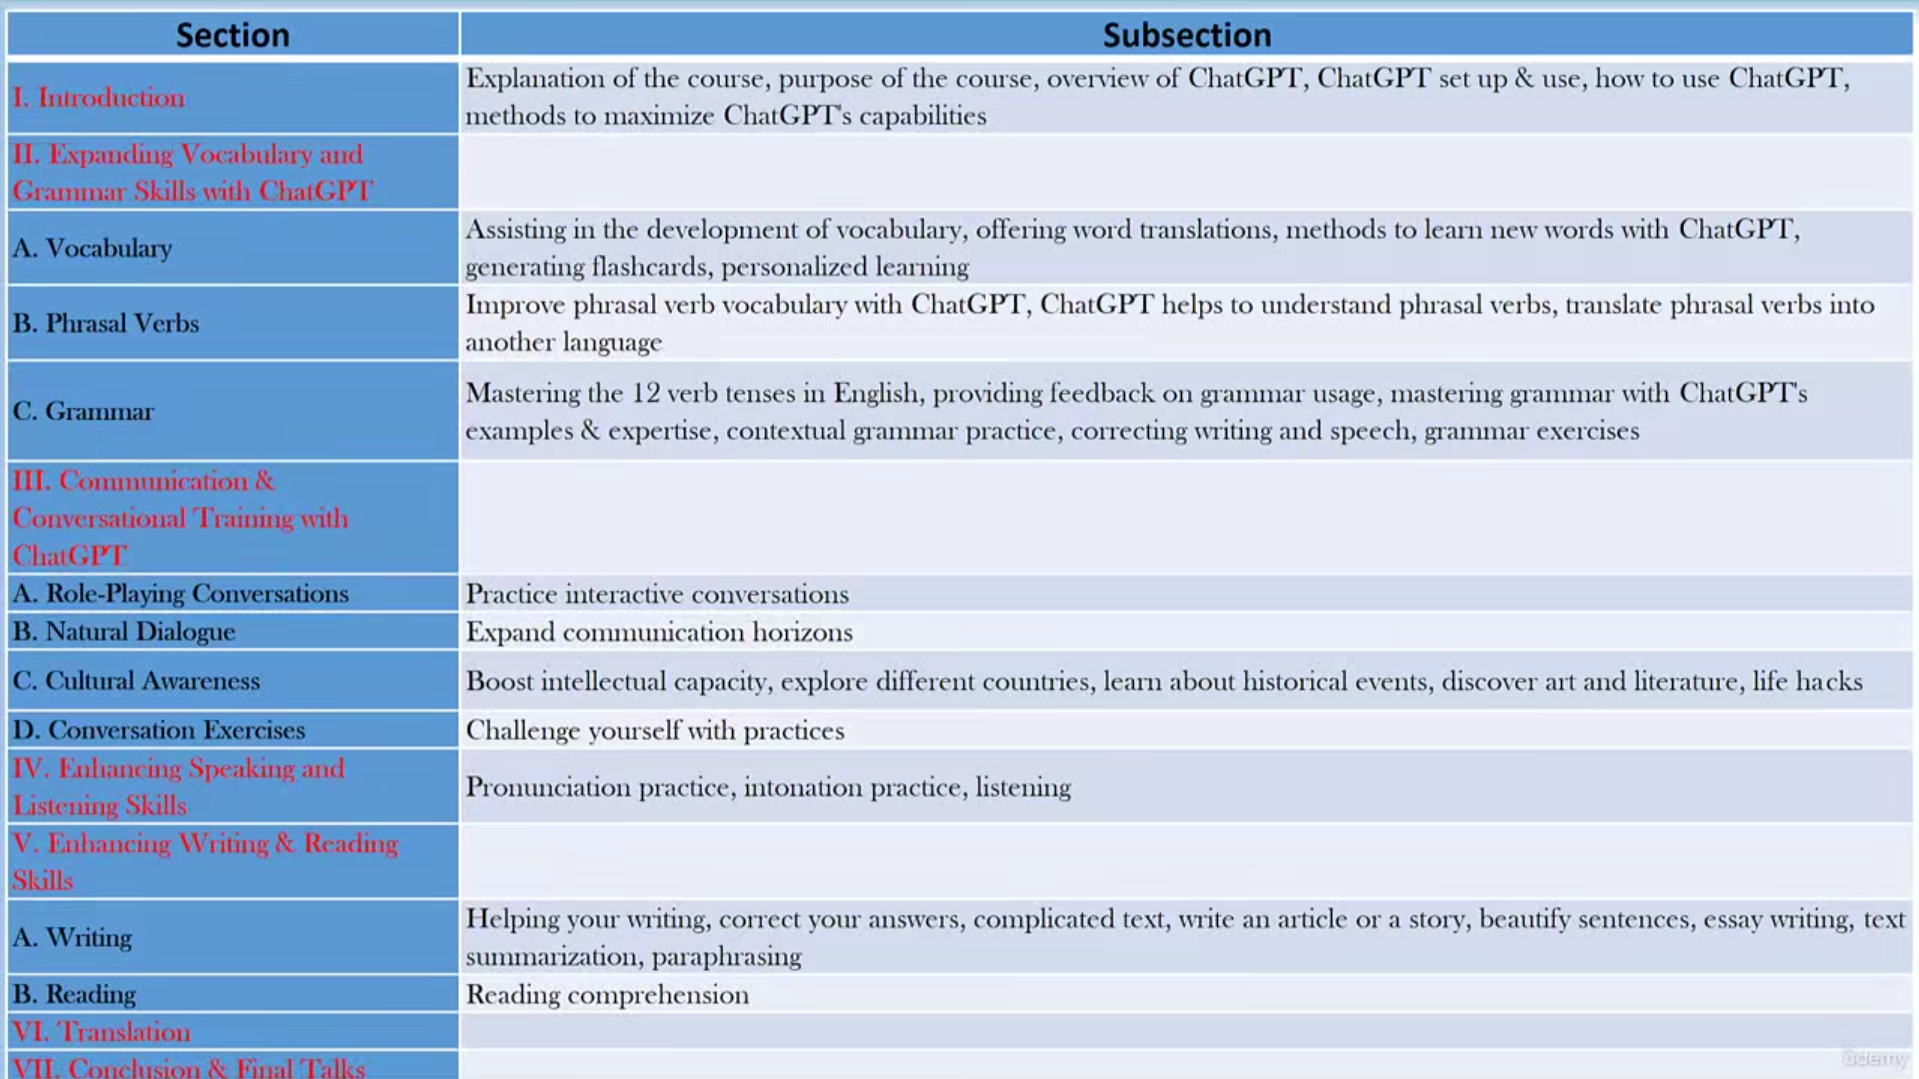 Section
Subsection
I. Introduction
Explanation of the course, purpose of the course, overview of ChatGPT, ChatGPT set up & use, how to use ChatGPT,
methods to maximize ChatGPT's capabilities
II. Expanding Vocabulary and
Grammar Skills with ChatGPT
A. Vocabulary
Assisting in the development of vocabulary, offering word translations, methods to learn new words with ChatGPT,
generating flashcards, personalized learning
B. Phrasal Verbs
Improve phrasal verb vocabulary with ChatGPT, ChatGPT helps to understand phrasal verbs, translate phrasal verbs into
another language
C. Grammar
Mastering the 12 verb tenses in English, providing feedback on grammar usage, mastering grammar with ChatGPT's
examples & expertise, contextual grammar practice, correcting writing and speech, grammar exercises
III. Communication &
Conversational Training with
ChatGPT
A. Role-Playing Conversations
Practice interactive conversations
B. Natural Dialogue
Expand communication horizons
C. Cultural Awareness
Boost intellectual capacity, explore different countries, learn about historical events, discover art and literature, life hacks
D. Conversation Exercises
Challenge yourself with practices
IV. Enhancing Speaking and
Listening Skills
Pronunciation practice, intonation practice, listening
V. Enhancing Writing & Reading
Skills
A. Writing
Helping your writing, correct your answers, complicated text, write an article or a story, beautify sentences, essay writing, text
summarization, paraphrasing
B. Reading
Reading comprehension
VI. Translation
VII. Conclusion & Final Talks
ûdemy